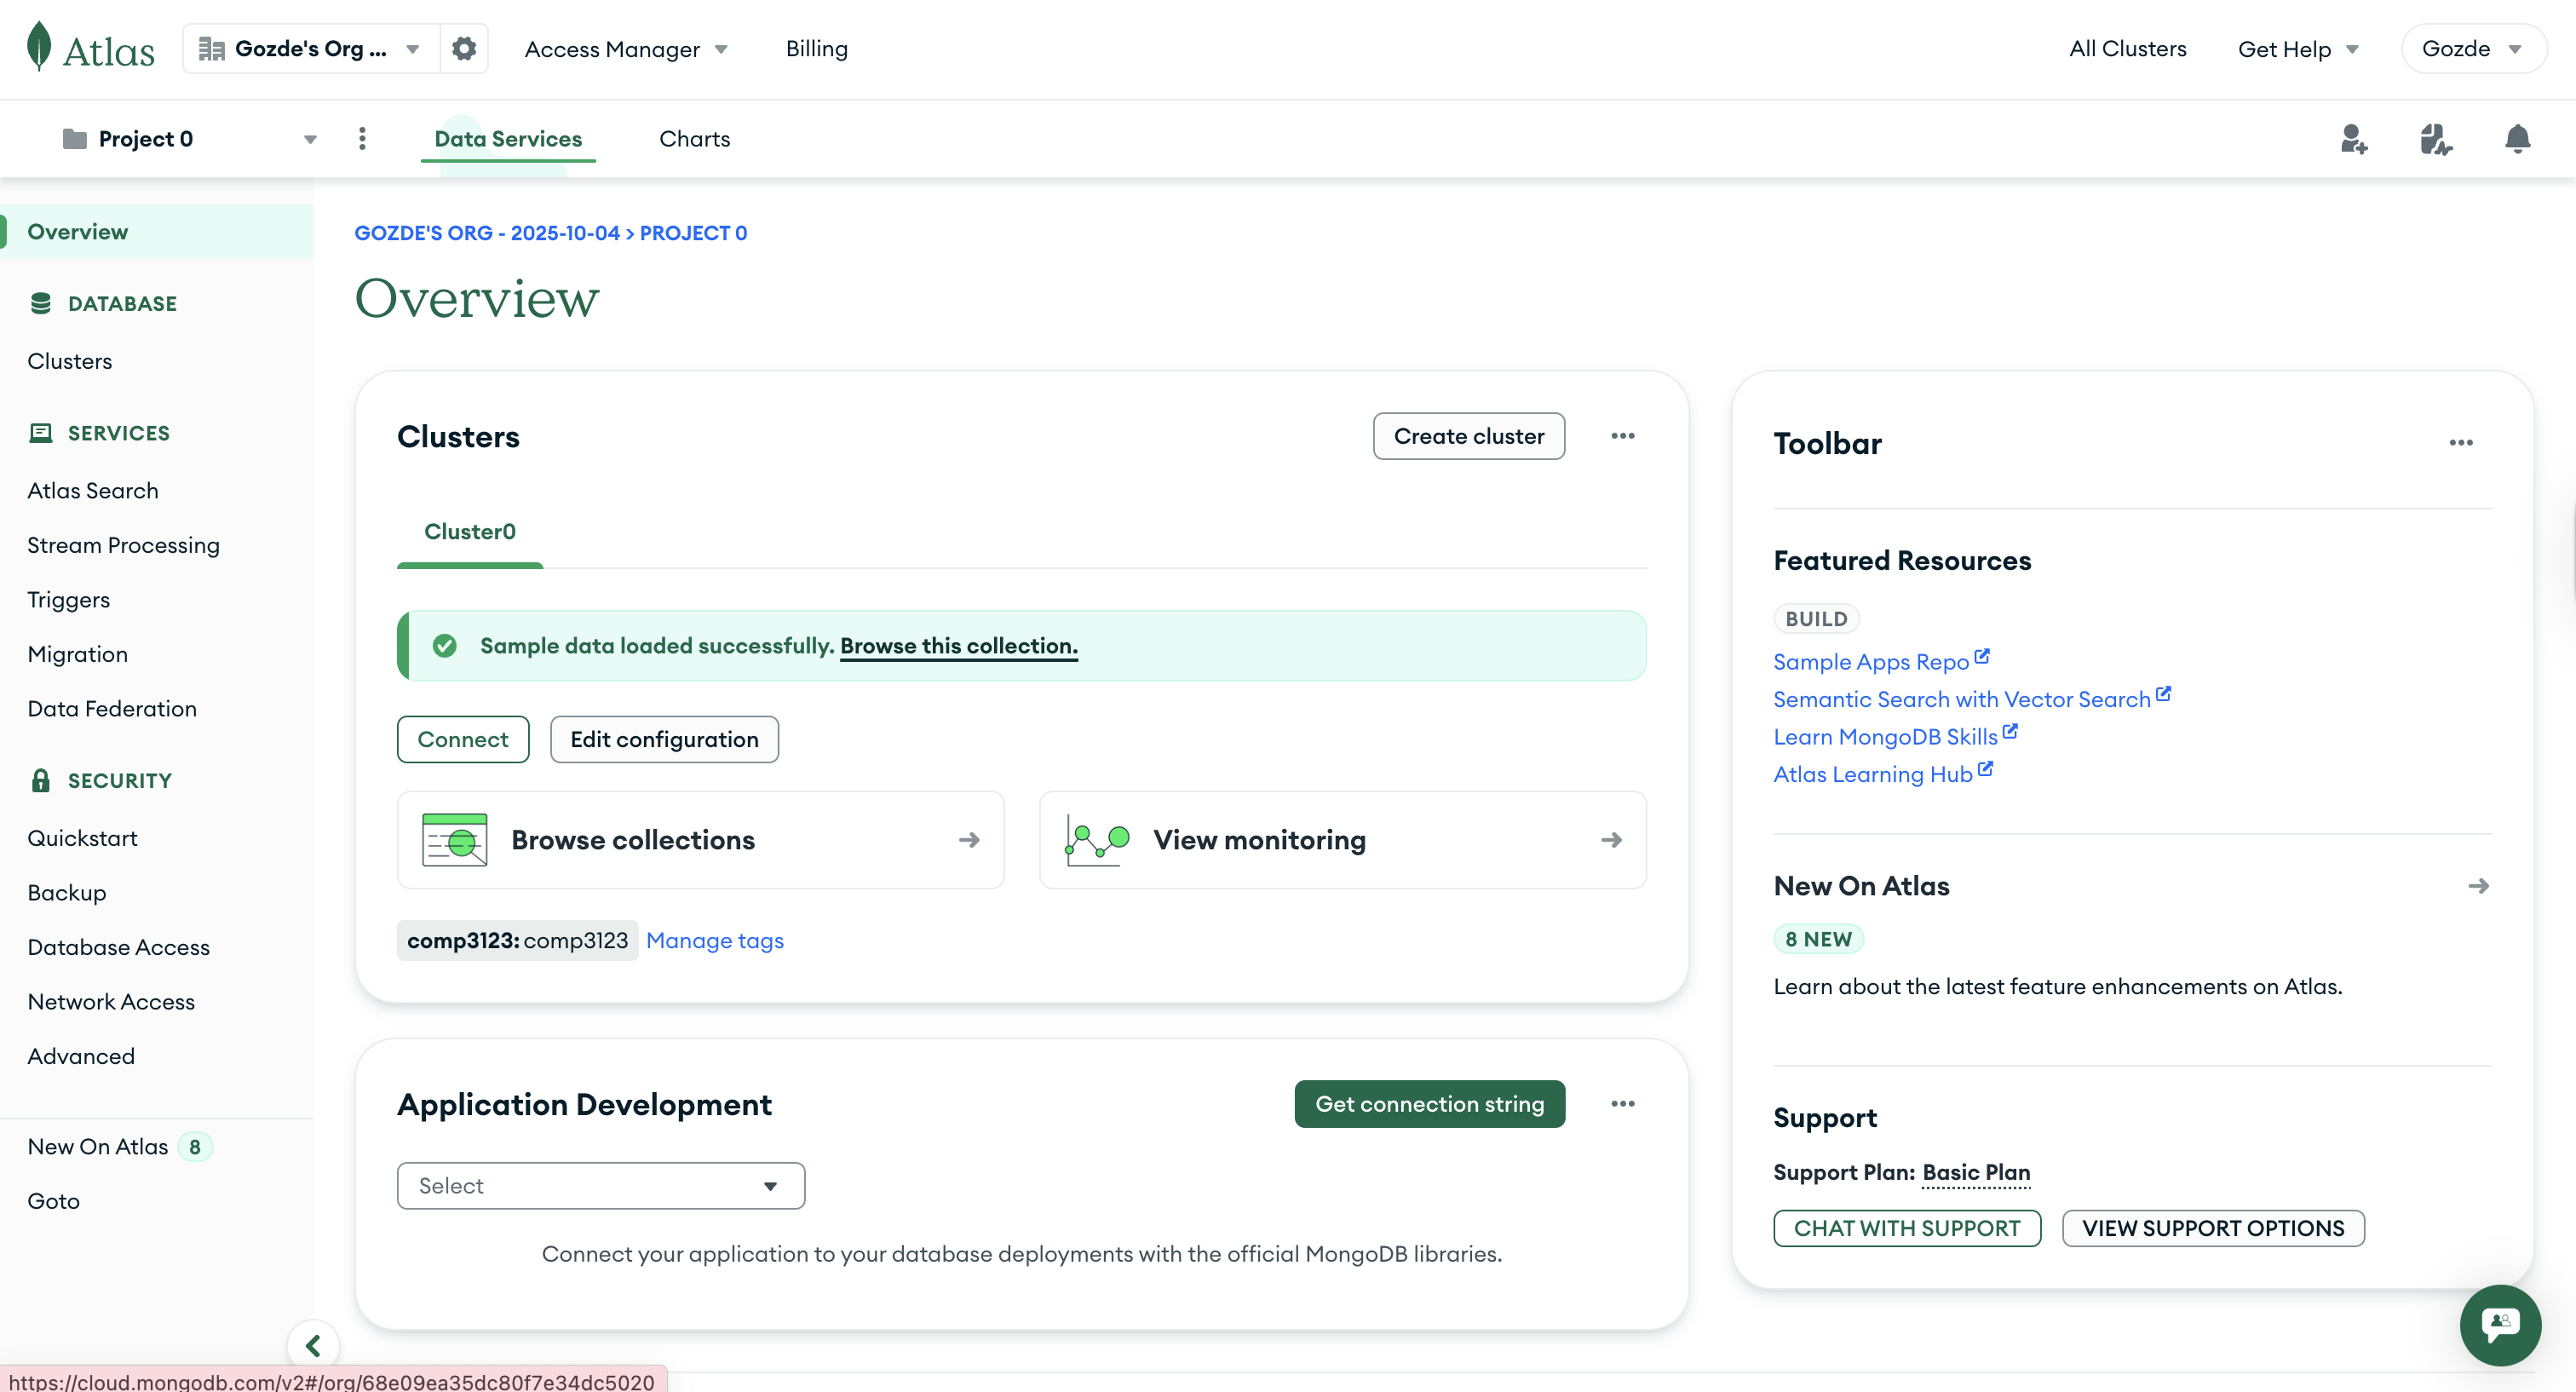 Atlas
Gozde's Org ...
Access Manager
Billing
All Clusters
Get Help
Gozde
Project 0
Data Services
Charts
Overview
DATABASE
Clusters
SERVICES
Atlas Search
Stream Processing
Triggers
Migration
Data Federation
SECURITY
Quickstart
Backup
Database Access
Network Access
Advanced
New On Atlas 8
Goto
GOZDE'S ORG - 2025-10-04 > PROJECT 0
Overview
Clusters
Create cluster
Cluster0
Sample data loaded successfully. Browse this collection.
Connect
Edit configuration
Browse collections
View monitoring
comp3123: comp3123 Manage tags
Application Development
Get connection string
Select
Connect your application to your database deployments with the official MongoDB libraries.
Toolbar
Featured Resources
BUILD
Sample Apps Repo
Semantic Search with Vector Search
Learn MongoDB Skills
Atlas Learning Hub
New On Atlas
8 NEW
Learn about the latest feature enhancements on Atlas.
Support
Support Plan: Basic Plan
CHAT WITH SUPPORT
VIEW SUPPORT OPTIONS
https://cloud.mongodb.com/v2#/org/68e09ea35dc80f7e34dc5020